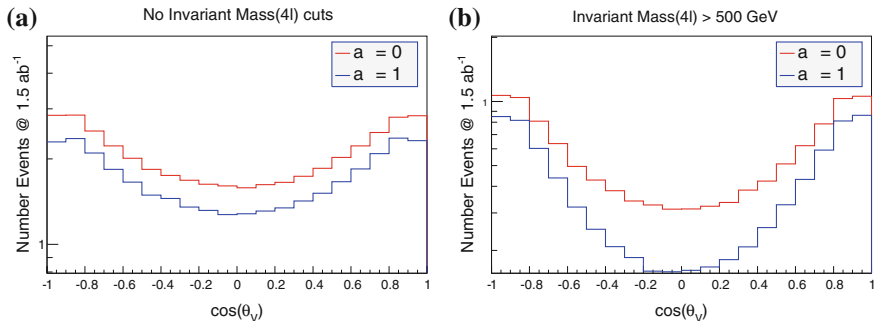 (a)
No Invariant Mass(4l) cuts
Number Events @ 1.5 ab⁻¹
a = 0
a = 1
1
-1 -0.8 -0.6 -0.4 -0.2 0 0.2 0.4 0.6 0.8 1
cos(θ_V)
(b)
Invariant Mass(4l) > 500 GeV
Number Events @ 1.5 ab⁻¹
a = 0
a = 1
1
-1 -0.8 -0.6 -0.4 -0.2 0 0.2 0.4 0.6 0.8 1
cos(θ_V)